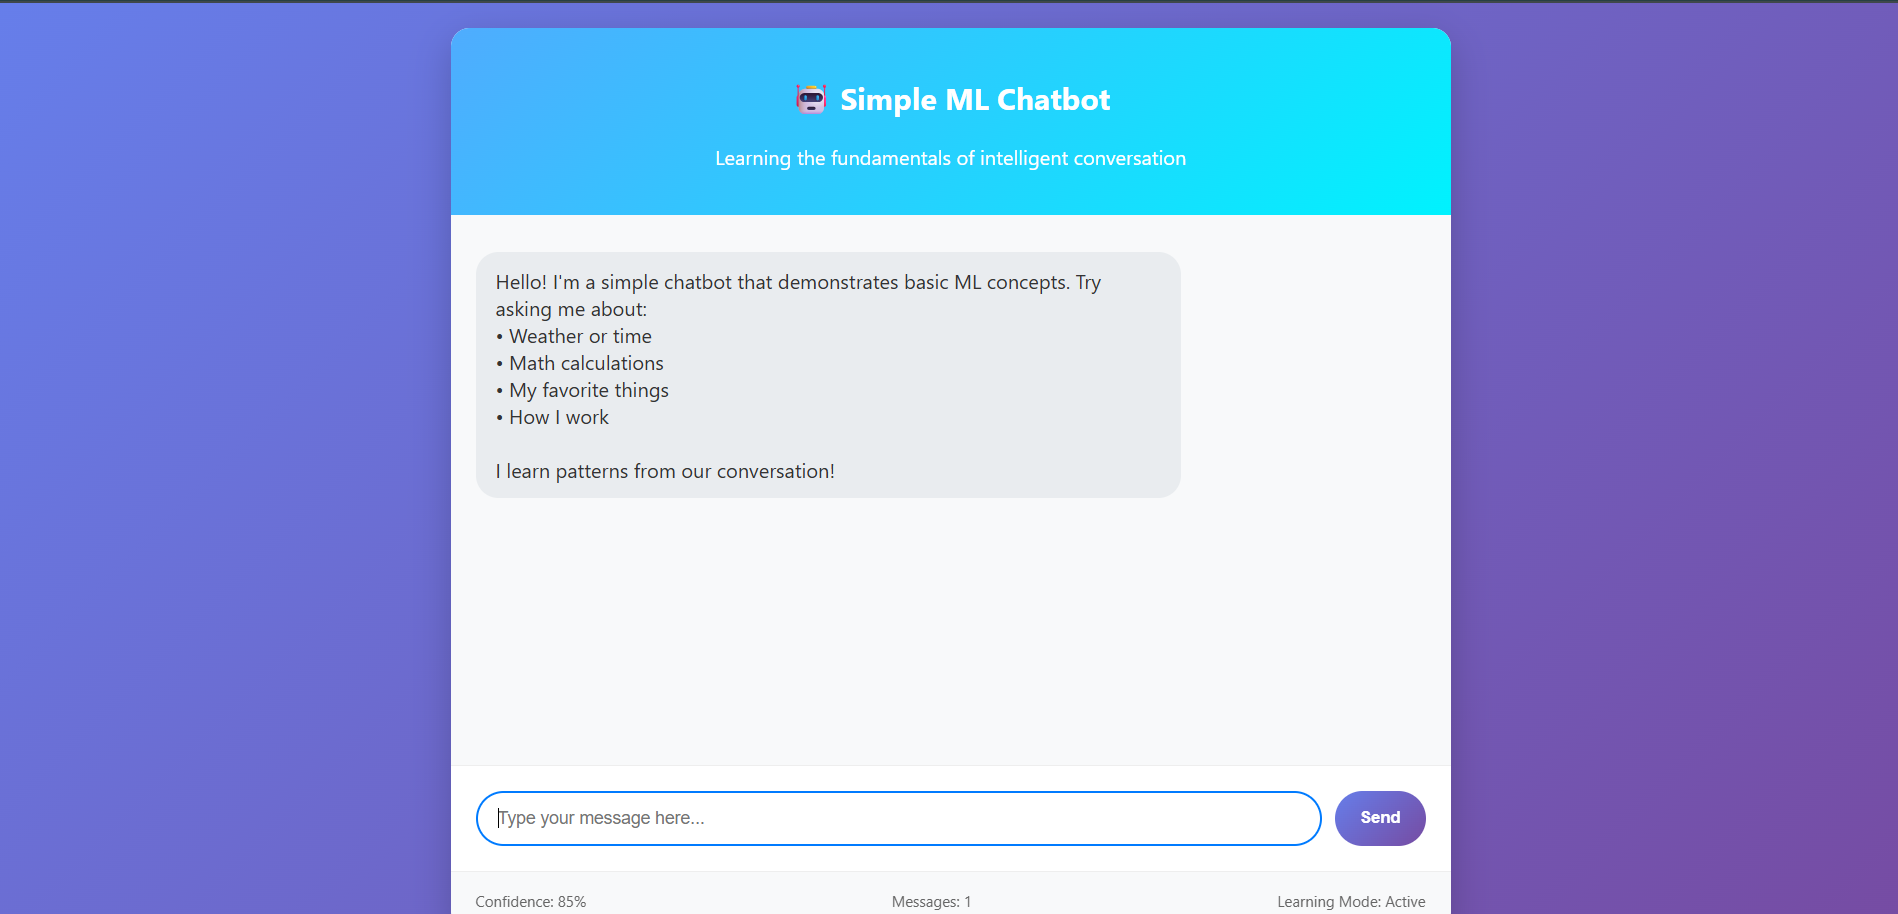 Simple ML Chatbot
Learning the fundamentals of intelligent conversation
Hello! I'm a simple chatbot that demonstrates basic ML concepts. Try
asking me about:
• Weather or time
• Math calculations
• My favorite things
• How I work
I learn patterns from our conversation!
Type your message here...
Send
Confidence: 85%
Messages: 1
Learning Mode: Active